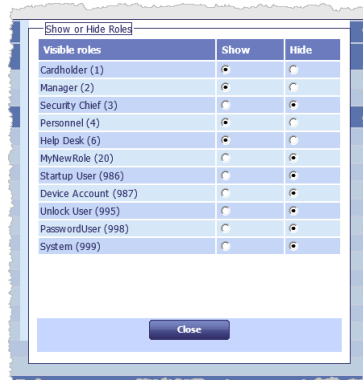 Show or Hide Roles
Visible roles Show Hide
Cardholder (1)
Manager (2)
Security Chief (3)
Personnel (4)
Help Desk (6)
MyNewRole (20)
Startup User (986)
Device Account (987)
Unlock User (995)
PasswordUser (998)
System (999)
Close